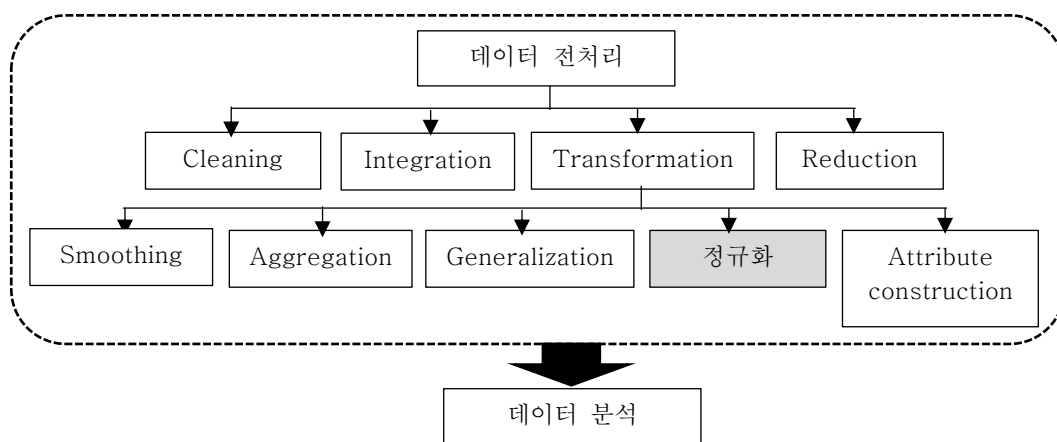 데이터 전처리
Cleaning
Integration
Transformation
Reduction
Smoothing
Aggregation
Generalization
정규화
Attribute
construction
데이터 분석